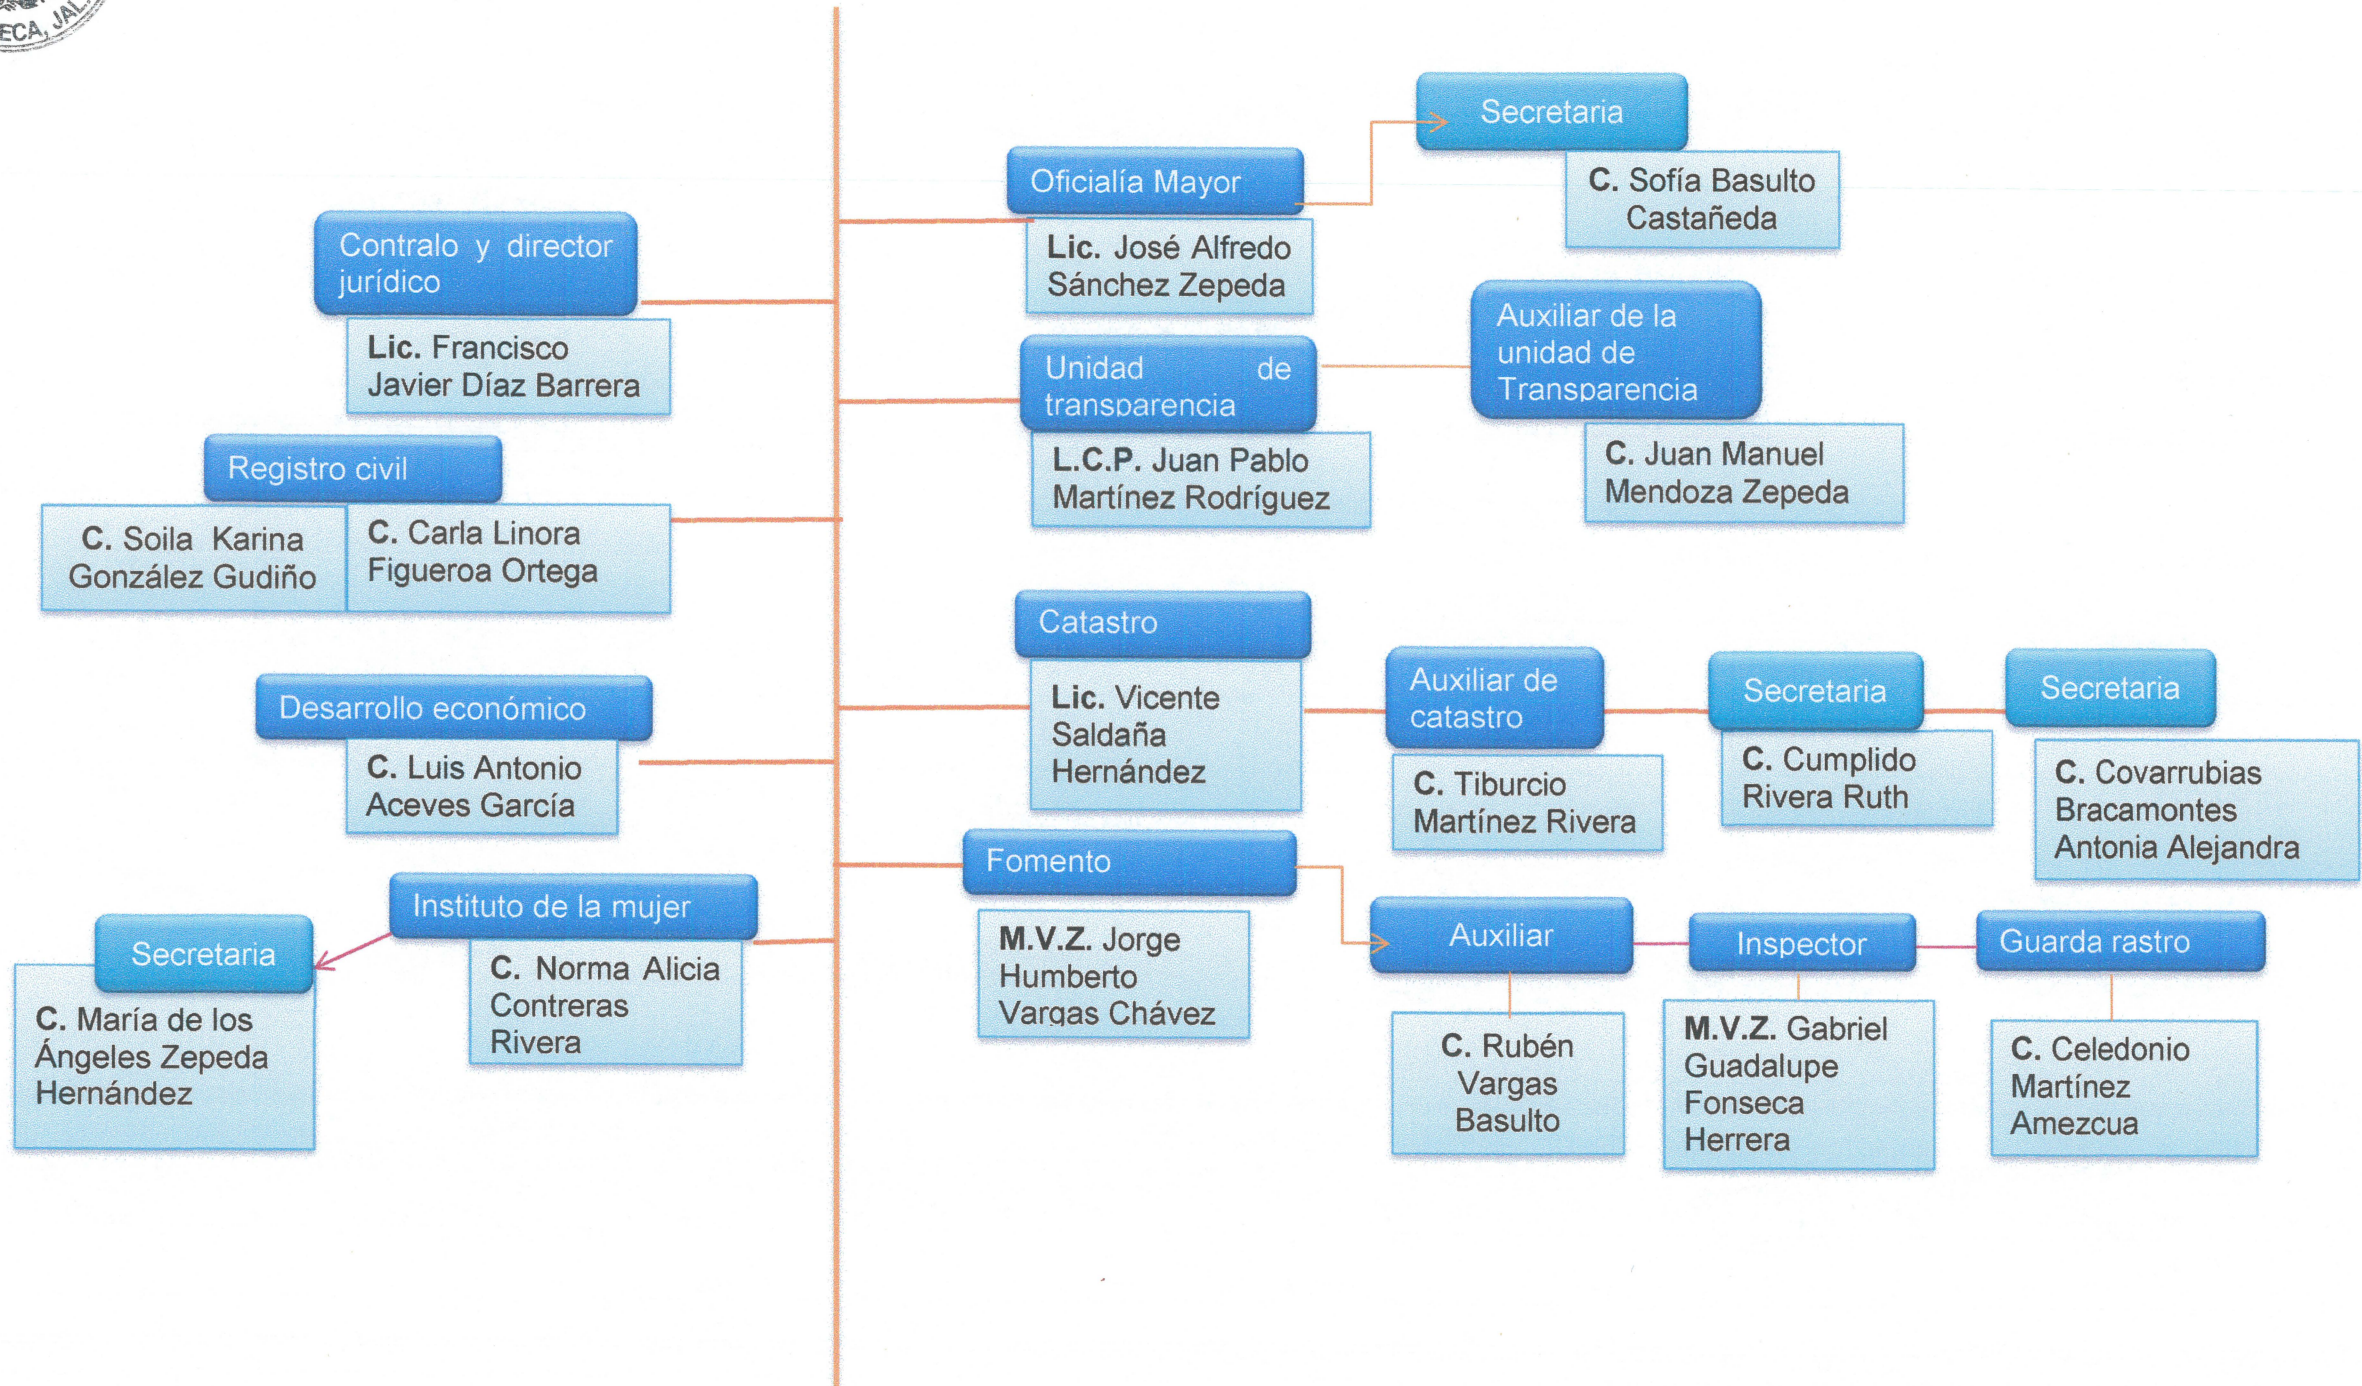 ECA, JAL.
Secretaria
C. Sofía Basulto
Castañeda
Oficialía Mayor
Lic. José Alfredo
Sánchez Zepeda
Contralo y director
jurídico
Lic. Francisco
Javier Díaz Barrera
Auxiliar de la
unidad de
Transparencia
C. Juan Manuel
Mendoza Zepeda
Unidad de
transparencia
L.C.P. Juan Pablo
Martínez Rodríguez
Registro civil
C. Soila Karina
González Gudiño
C. Carla Linora
Figueroa Ortega
Catastro
Lic. Vicente
Saldaña
Hernández
Auxiliar de
catastro
C. Tiburcio
Martínez Rivera
Secretaria
C. Cumplido
Rivera Ruth
Secretaria
C. Covarrubias
Bracamontes
Antonia Alejandra
Desarrollo económico
C. Luis Antonio
Aceves García
Fomento
M.V.Z. Jorge
Humberto
Vargas Chávez
Instituto de la mujer
C. Norma Alicia
Contreras
Rivera
Secretaria
C. María de los
Ángeles Zepeda
Hernández
Auxiliar
C. Rubén
Vargas
Basulto
Inspector
M.V.Z. Gabriel
Guadalupe
Fonseca
Herrera
Guarda rastro
C. Celedonio
Martínez
Amezcua